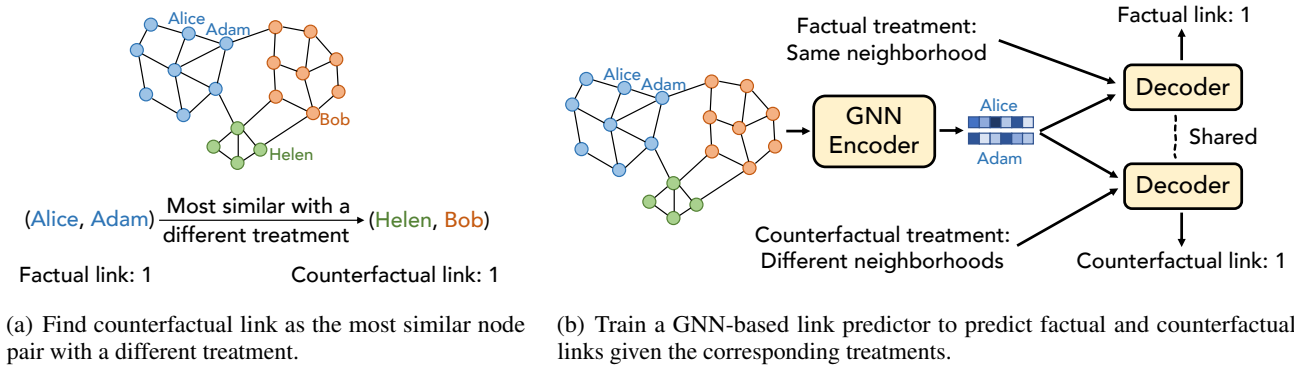 Alice
Adam
Bob
Helen
(Alice, Adam) Most similar with a different treatment (Helen, Bob)
Factual link: 1 Counterfactual link: 1
(a) Find counterfactual link as the most similar node
pair with a different treatment.
Factual treatment:
Same neighborhood
Factual link: 1
Decoder
Alice
Adam
GNN
Encoder
Alice
Adam
Shared
Decoder
Counterfactual treatment:
Different neighborhoods
Counterfactual link: 1
(b) Train a GNN-based link predictor to predict factual and counterfactual
links given the corresponding treatments.